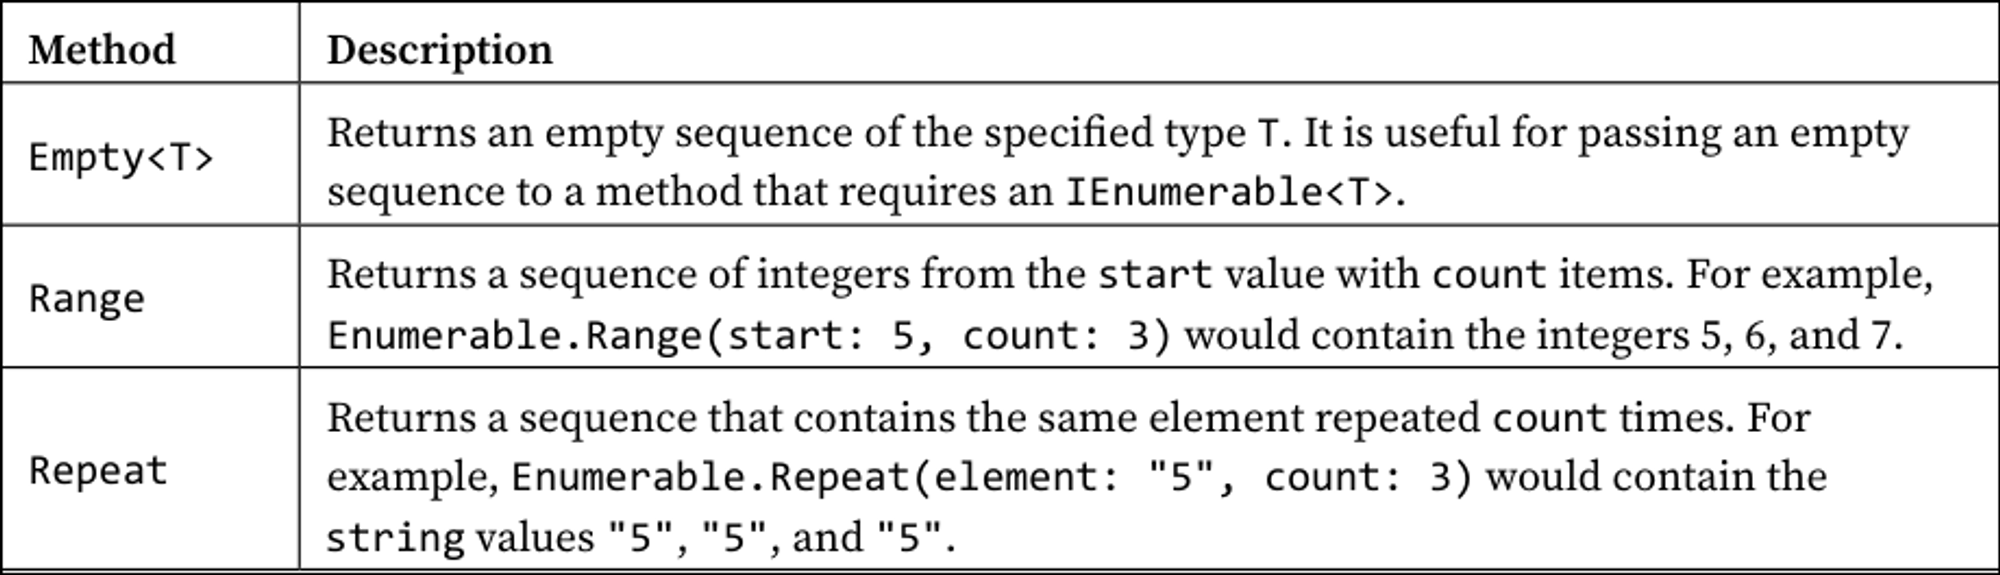 Method Description
Empty<T>
Returns an empty sequence of the specified type T. It is useful for passing an empty
sequence to a method that requires an IEnumerable<T>.
Range
Returns a sequence of integers from the start value with count items. For example,
Enumerable.Range(start: 5, count: 3) would contain the integers 5, 6, and 7.
Repeat
Returns a sequence that contains the same element repeated count times. For
example, Enumerable.Repeat(element: "5", count: 3) would contain the
string values "5", "5", and "5".